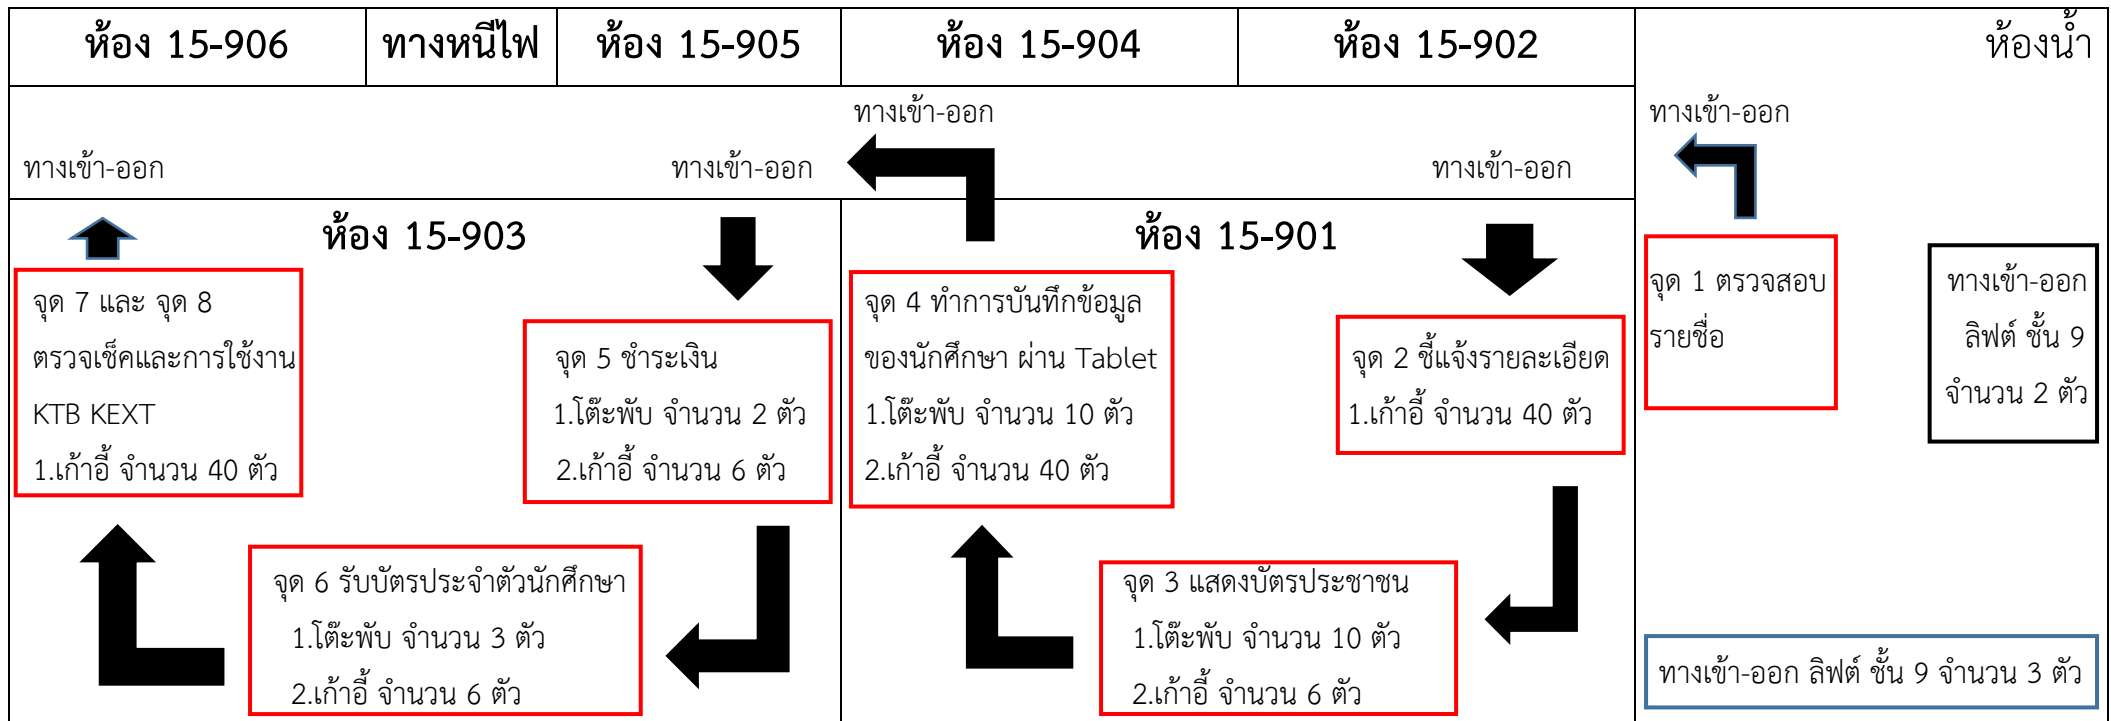 ห้อง 15-906
ทางหนีไฟ
ห้อง 15-905
ห้อง 15-904
ห้อง 15-902
ห้องน้ำ
ทางเข้า-ออก
ทางเข้า-ออก
ทางเข้า-ออก
ทางเข้า-ออก
ทางเข้า-ออก
ห้อง 15-903
ห้อง 15-901
จุด 7 และ จุด 8
ตรวจเช็คและการใช้งาน
KTB KEXT
1.เก้าอี้ จำนวน 40 ตัว
จุด 5 ชำระเงิน
1.โต๊ะพับ จำนวน 2 ตัว
2.เก้าอี้ จำนวน 6 ตัว
จุด 4 ทำการบันทึกข้อมูล
ของนักศึกษา ผ่าน Tablet
1.โต๊ะพับ จำนวน 10 ตัว
2.เก้าอี้ จำนวน 40 ตัว
จุด 2 ชี้แจ้งรายละเอียด
1.เก้าอี้ จำนวน 40 ตัว
จุด 1 ตรวจสอบ
รายชื่อ
ทางเข้า-ออก
ลิฟต์ ชั้น 9
จำนวน 2 ตัว
จุด 6 รับบัตรประจำตัวนักศึกษา
1.โต๊ะพับ จำนวน 3 ตัว
2.เก้าอี้ จำนวน 6 ตัว
จุด 3 แสดงบัตรประชาชน
1.โต๊ะพับ จำนวน 10 ตัว
2.เก้าอี้ จำนวน 6 ตัว
ทางเข้า-ออก ลิฟต์ ชั้น 9 จำนวน 3 ตัว